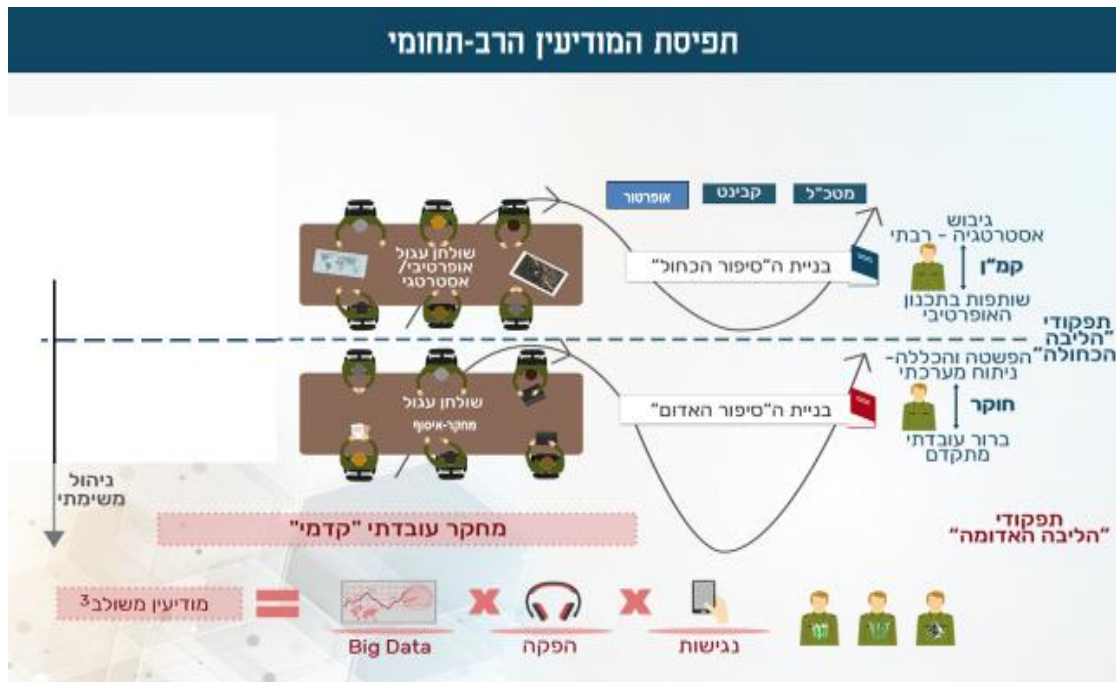 תפיסת המודיעין הרב-תחומי
מטכ"ל
קבינט
אופרטור
גיבוש
אסטרטגיה - רבתי
קמ"ן
שותפות בתכנון
האופרטיבי
בניית ה"סיפור הכחול"
שולחן עגול
אופרטיבי/
אסטרטגי
תפקודי
"הליבה
הכחולה"
הפשטה והכללה-
ניתוח מערכתי
חוקר
ברור עובדתי
מתקדם
בניית ה"סיפור האדום"
שולחן עגול
מחקר-איסוף
ניהול
משימתי
תפקודי
"הליבה האדומה"
מחקר עובדתי "קדמי"
נגישות
X
הפקה
X
Big Data
=
מודיעין משולב3